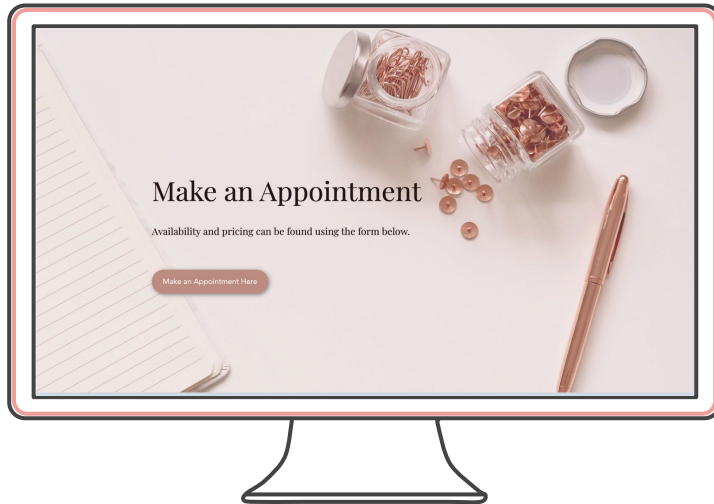 Make an Appointment
Availability and pricing can be found using the form below.
Make an Appointment Here